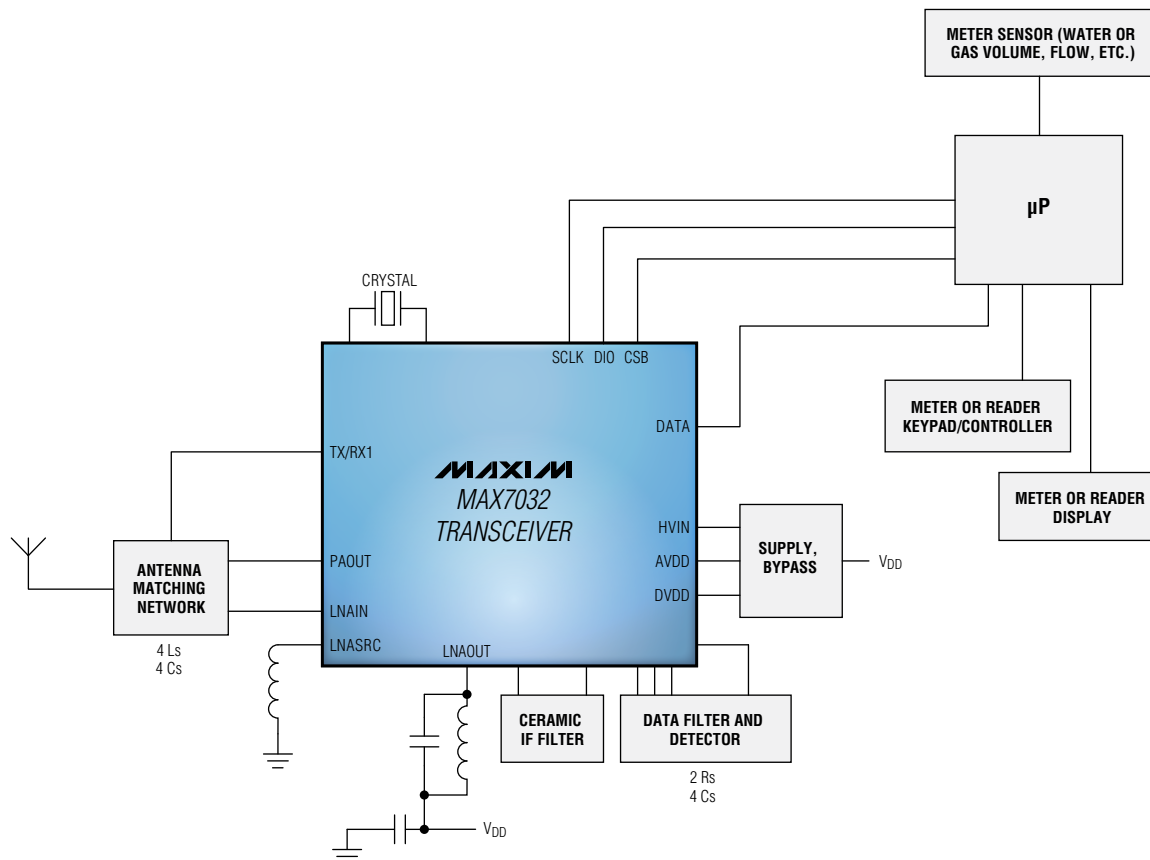 METER SENSOR (WATER OR
GAS VOLUME, FLOW, ETC.)
µP
CRYSTAL
SCLK DIO CSB
DATA
METER OR READER
KEYPAD/CONTROLLER
METER OR READER
DISPLAY
TX/RX1
MAXIM
MAX7032
TRANSCEIVER
HVIN
AVDD
DVDD
SUPPLY,
BYPASS
VDD
ANTENNA
MATCHING
NETWORK
4 Ls
4 Cs
PAOUT
LNAIN
LNASRC
LNAOUT
CERAMIC
IF FILTER
DATA FILTER AND
DETECTOR
2 Rs
4 Cs
VDD